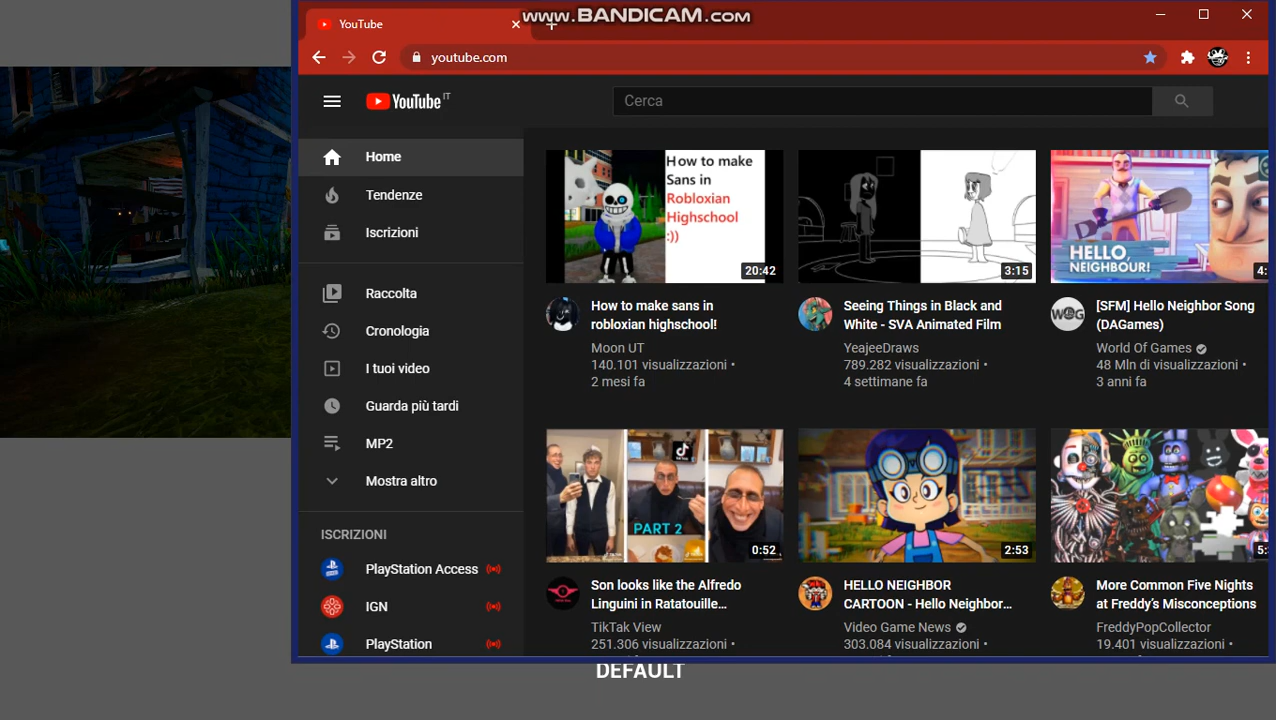 YouTube
www.BANDICAM.com
youtube.com
YouTube IT
Cerca
Home
Tendenze
Iscrizioni
Raccolta
Cronologia
I tuoi video
Guarda più tardi
MP2
Mostra altro
ISCRIZIONI
PlayStation Access
IGN
PlayStation
How to make
Sans in
Robloxian
Highschool
:))
20:42
How to make sans in
robloxian highschool!
Moon UT
140.101 visualizzazioni •
2 mesi fa
3:15
Seeing Things in Black and
White - SVA Animated Film
YeajeeDraws
789.282 visualizzazioni •
4 settimane fa
HELLO,
NEIGHBOUR!
4:
WOG
[SFM] Hello Neighbor Song
(DAGames)
World Of Games
48 Mln di visualizzazioni •
3 anni fa
PART 2
0:52
Son looks like the Alfredo
Linguini in Ratatouille...
TikTak View
251.306 visualizzazioni •
2:53
HELLO NEIGHBOR
CARTOON - Hello Neighbor...
Video Game News
303.084 visualizzazioni •
5:
More Common Five Nights
at Freddy's Misconceptions
FreddyPopCollector
19.401 visualizzazioni •
DEFAULT